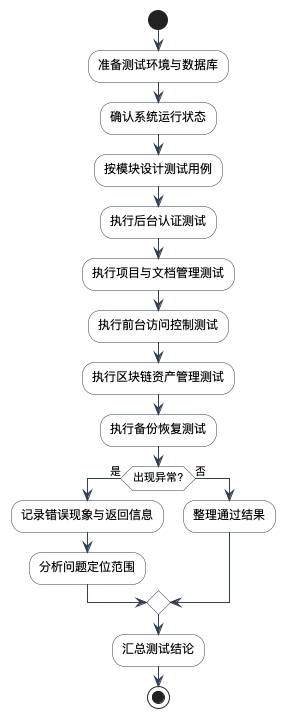 准备测试环境与数据库
确认系统运行状态
按模块设计测试用例
执行后台认证测试
执行项目与文档管理测试
执行前台访问控制测试
执行区块链资产管理测试
执行备份恢复测试
是
出现异常?
否
记录错误现象与返回信息
整理通过结果
分析问题定位范围
汇总测试结论